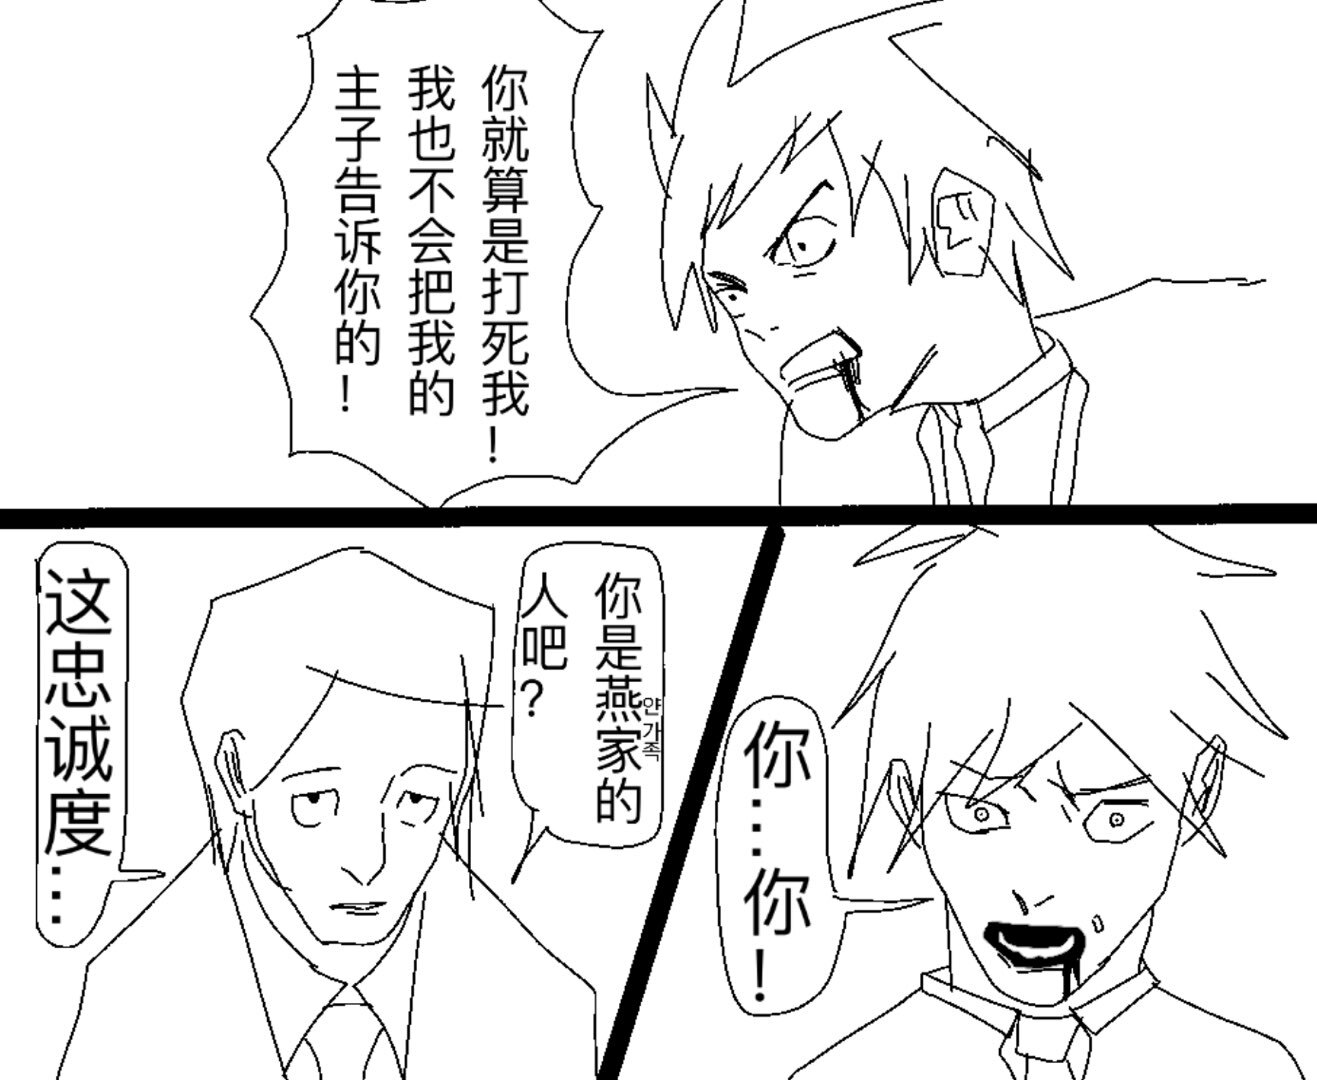 你就算是打死我！
我也不会把我的
主子告诉你的！
这忠诚度…
你是燕家的
人吧？
얀 가족
你…你！